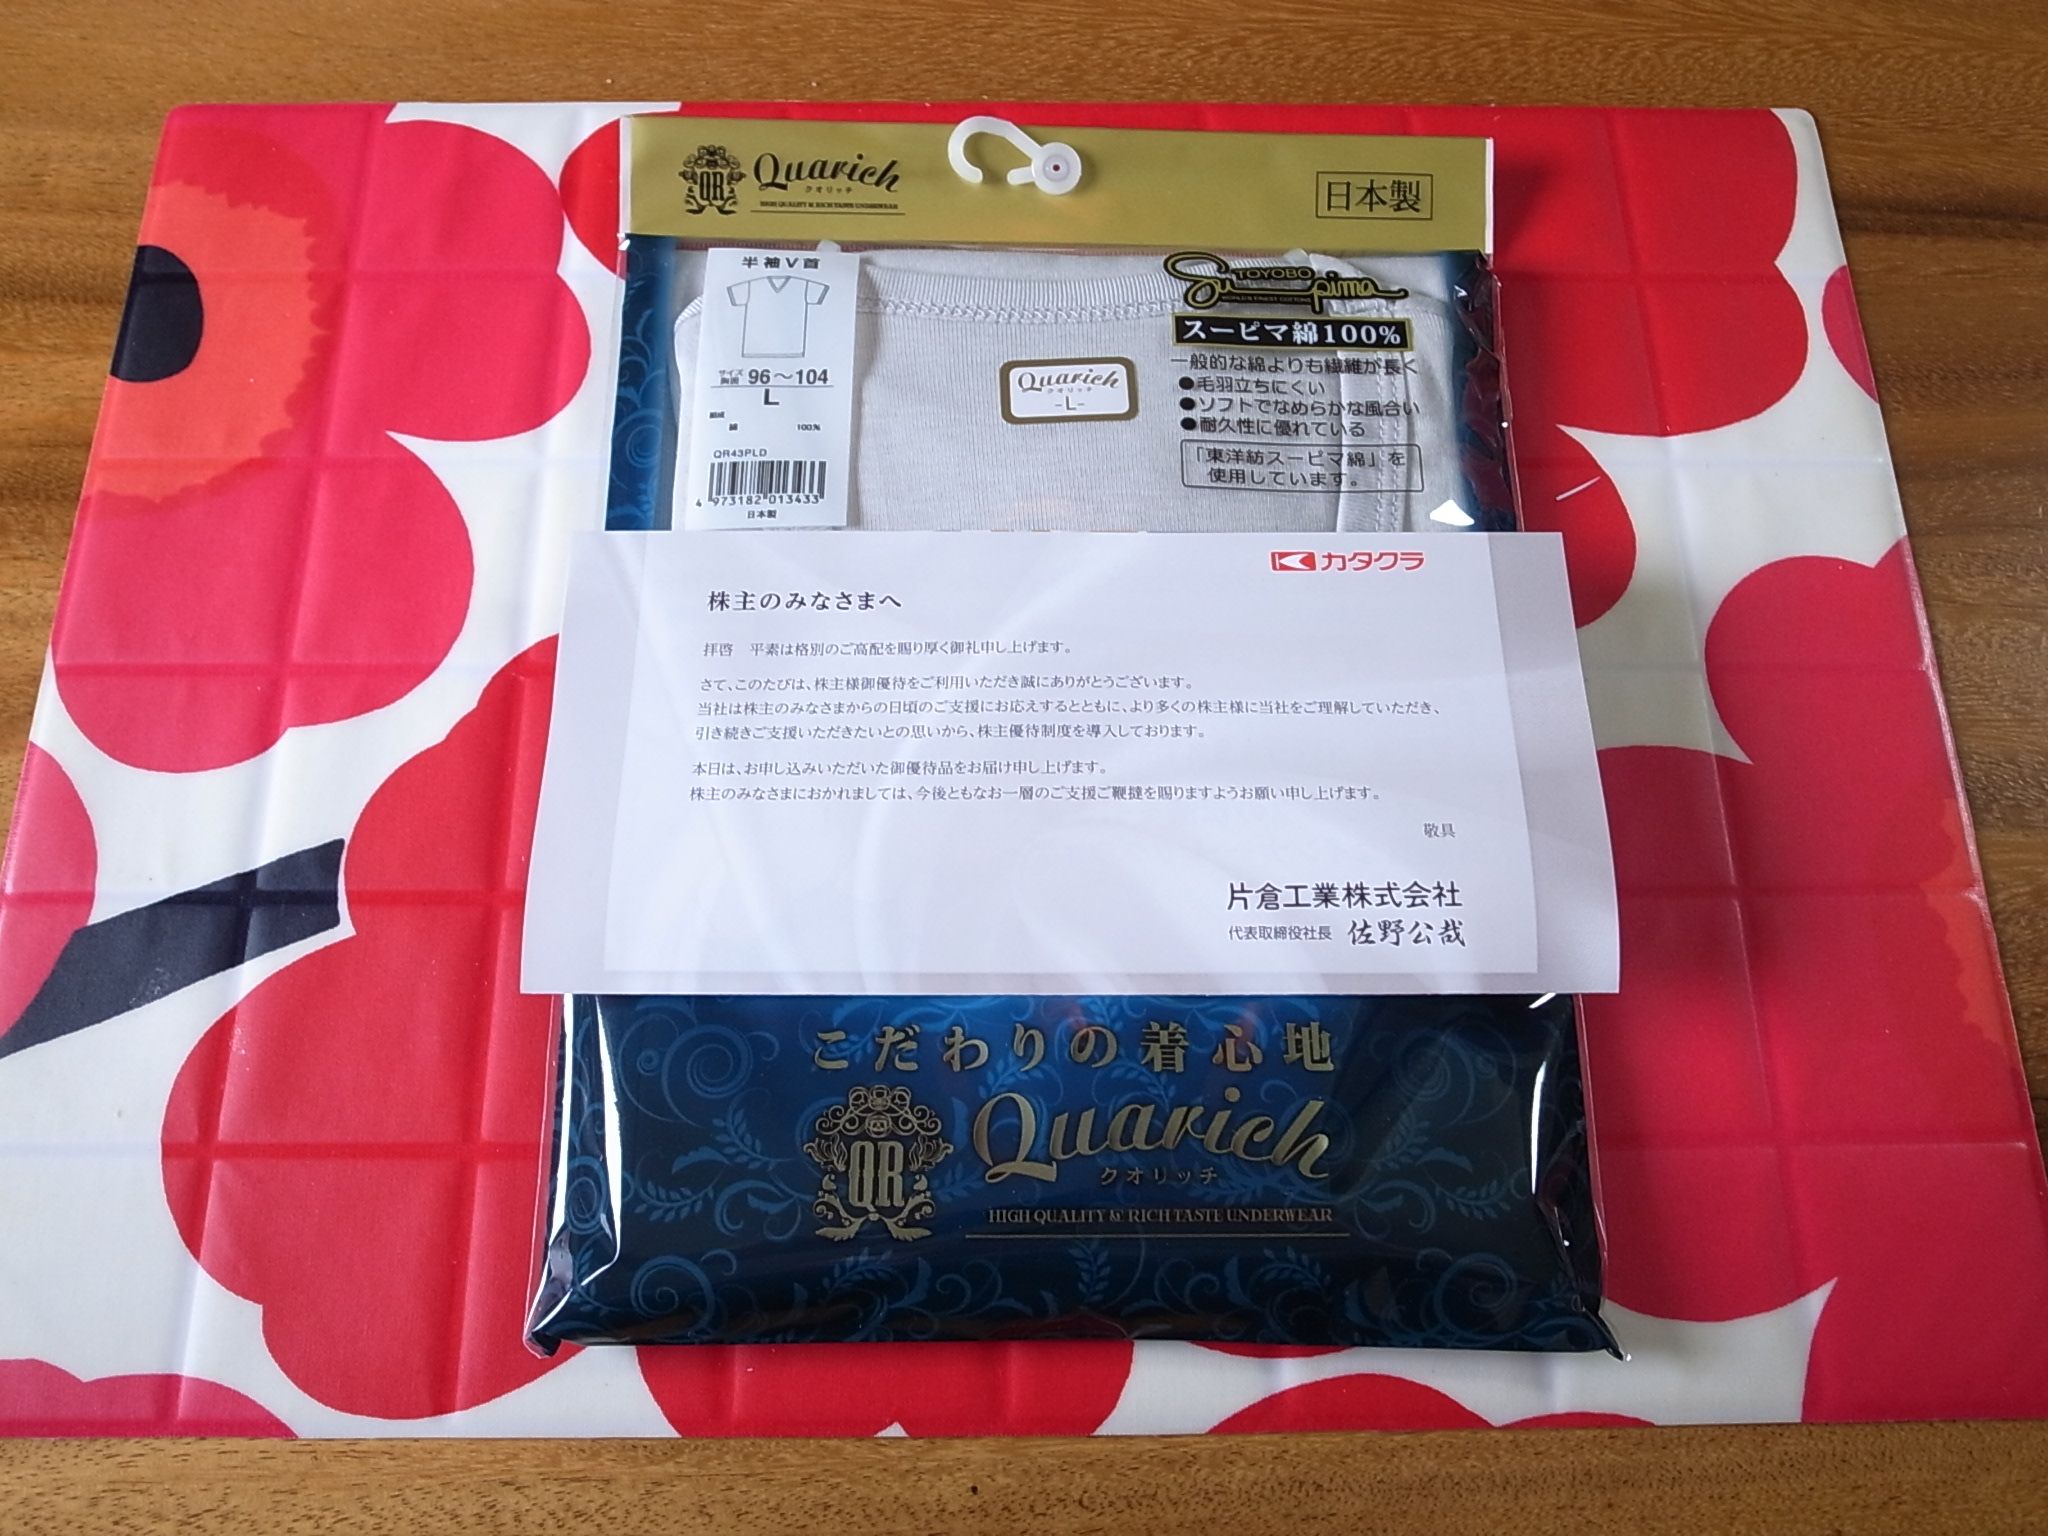 QR Quarich
クオリッチ
HIGH QUALITY & RICH TASTE UNDERWEAR
日本製
半袖V首
サイズ
胸囲 96～104
L
組成
綿 100%
QR43PLD
4 973182 013433
日本製
Quarich
クオリッチ
-L-
TOYOBO
Supima
WORLD'S FINEST COTTONS
スーピマ綿100%
一般的な綿よりも繊維が長く
●毛羽立ちにくい
●ソフトでなめらかな風合い
●耐久性に優れている
「東洋紡スーピマ綿」を
使用しています。
カタクラ
株主のみなさまへ
拝啓　平素は格別のご高配を賜り厚く御礼申し上げます。
さて、このたびは、株主様御優待をご利用いただき誠にありがとうございます。
当社は株主のみなさまからの日頃のご支援にお応えするとともに、より多くの株主様に当社をご理解していただき、
引き続きご支援いただきたいとの思いから、株主優待制度を導入しております。
本日は、お申し込みいただいた御優待品をお届け申し上げます。
株主のみなさまにおかれましては、今後ともなお一層のご支援ご鞭撻を賜りますようお願い申し上げます。
敬具
片倉工業株式会社
代表取締役社長 佐野公哉
こだわりの着心地
QR Quarich
クオリッチ
HIGH QUALITY & RICH TASTE UNDERWEAR